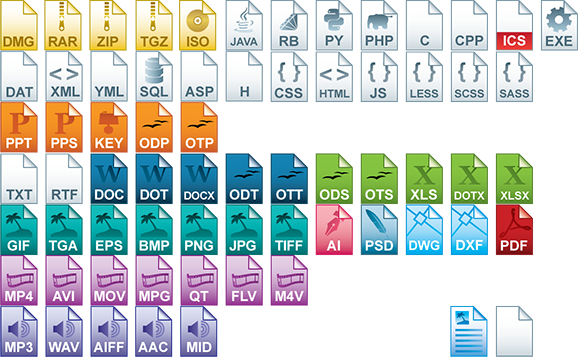 DMG RAR ZIP TGZ ISO JAVA RB PY PHP C CPP ICS EXE
DAT <> XML YML SQL ASP H { } CSS <> HTML { } JS { } LESS { } SCSS { } SASS
P PPT P PPS KEY ODP OTP
TXT RTF W DOC W DOT W DOCX ODT OTT ODS OTS X XLS X DOTX X XLSX
GIF TGA EPS BMP PNG JPG TIFF AI PSD DWG DXF PDF
MP4 AVI MOV MPG QT FLV M4V
MP3 WAV AIFF AAC MID